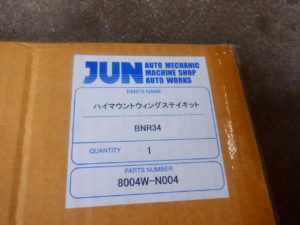 JUN
AUTO MECHANIC
MACHINE SHOP
AUTO WORKS
PARTS NAME
ハイマウントウィングステイキット
BNR34
QUANTITY 1
PARTS NUMBER
8004W-N004